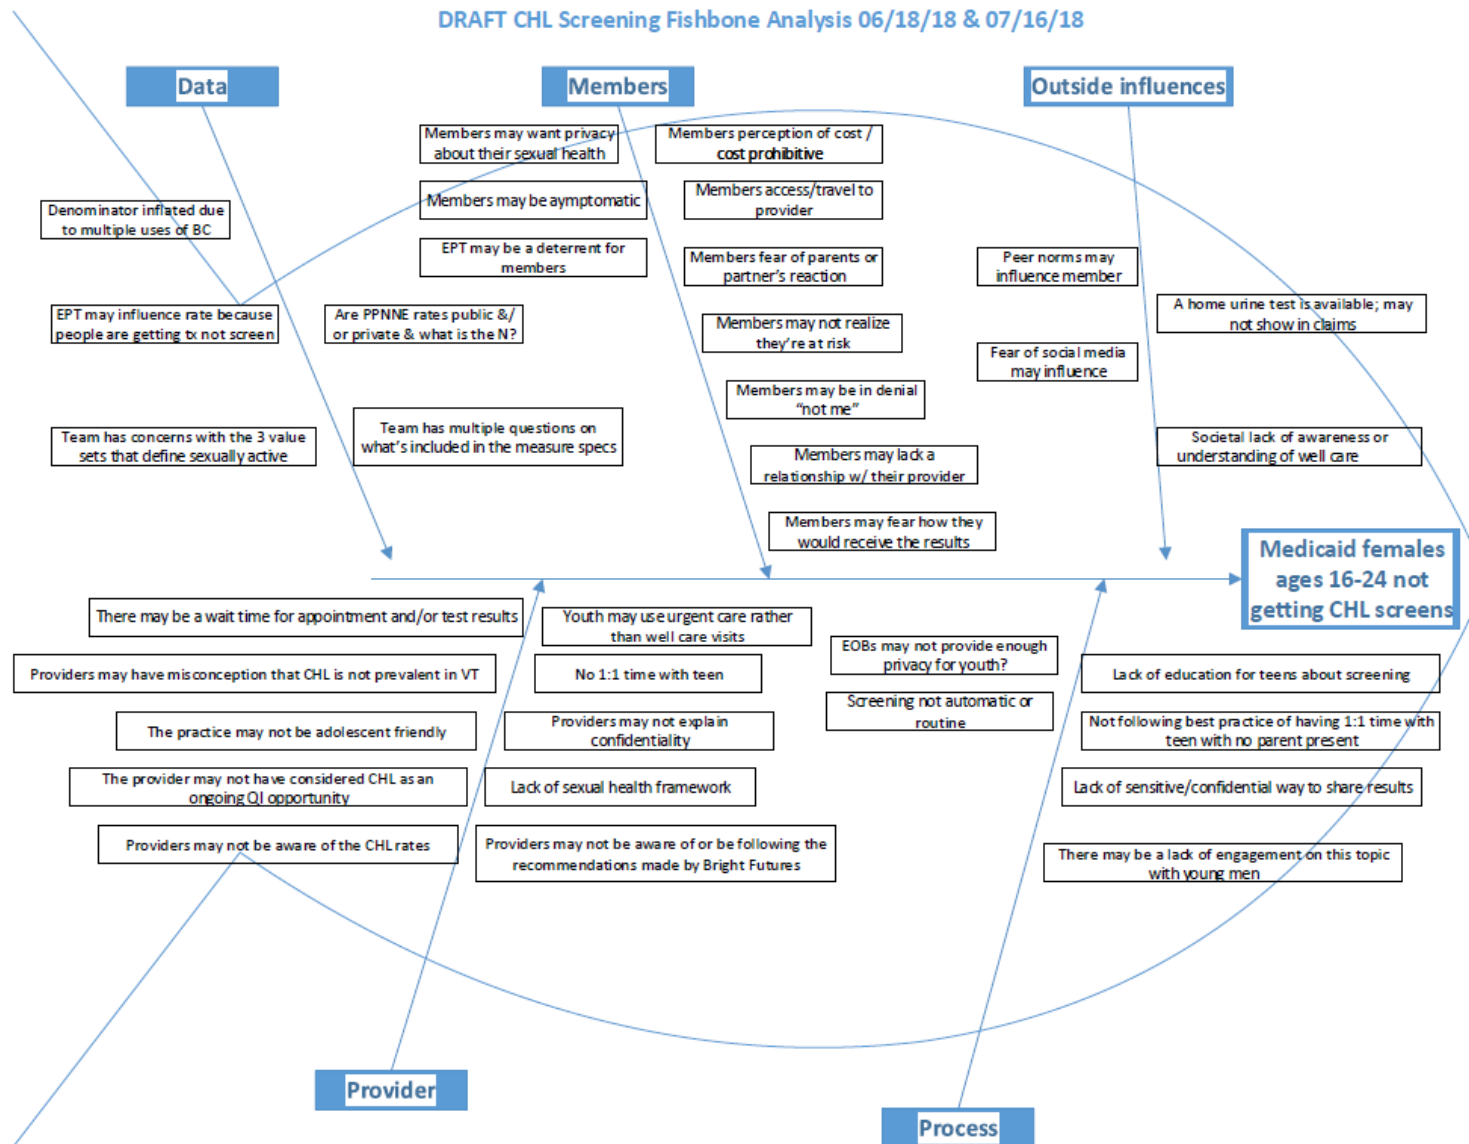 DRAFT CHL Screening Fishbone Analysis 06/18/18 & 07/16/18
Data
Members
Outside influences
Denominator inflated due
to multiple uses of BC
EPT may influence rate because
people are getting tx not screen
Are PPNNE rates public &/
or private & what is the N?
Team has concerns with the 3 value
sets that define sexually active
Team has multiple questions on
what's included in the measure specs
Members may want privacy
about their sexual health
Members may be aymptomatic
EPT may be a deterrent for
members
Members perception of cost /
cost prohibitive
Members access/travel to
provider
Members fear of parents or
partner's reaction
Members may not realize
they're at risk
Members may be in denial
"not me"
Members may lack a
relationship w/ their provider
Members may fear how they
would receive the results
Peer norms may
influence member
Fear of social media
may influence
A home urine test is available; may
not show in claims
Societal lack of awareness or
understanding of well care
Medicaid females
ages 16-24 not
getting CHL screens
There may be a wait time for appointment and/or test results
Providers may have misconception that CHL is not prevalent in VT
The practice may not be adolescent friendly
The provider may not have considered CHL as an
ongoing QI opportunity
Providers may not be aware of the CHL rates
Youth may use urgent care rather
than well care visits
No 1:1 time with teen
Providers may not explain
confidentiality
Lack of sexual health framework
Providers may not be aware of or be following the
recommendations made by Bright Futures
EOBs may not provide enough
privacy for youth?
Screening not automatic or
routine
Lack of education for teens about screening
Not following best practice of having 1:1 time with
teen with no parent present
Lack of sensitive/confidential way to share results
There may be a lack of engagement on this topic
with young men
Provider
Process